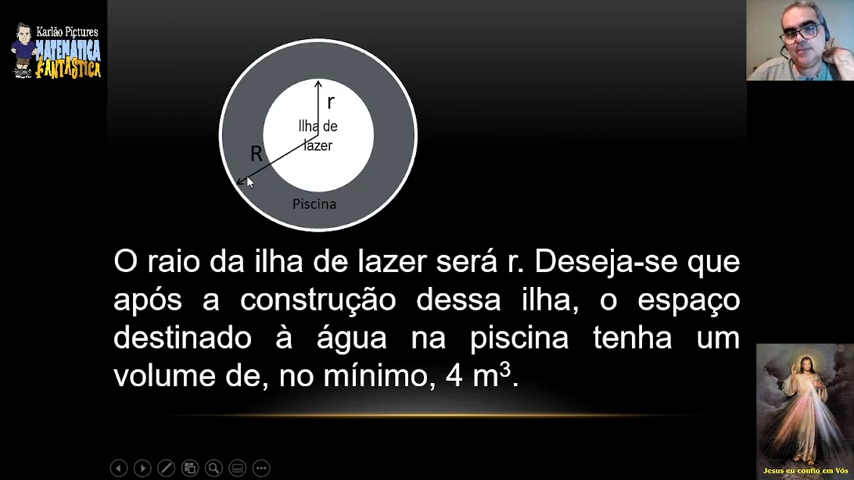 Karlão Pictures
MATEMÁTICA
FANTÁSTICA
r
Ilha de
lazer
R
Piscina
O raio da ilha de lazer será r. Deseja-se que
após a construção dessa ilha, o espaço
destinado à água na piscina tenha um
volume de, no mínimo, 4 m³.
Jesus eu confio em Vós